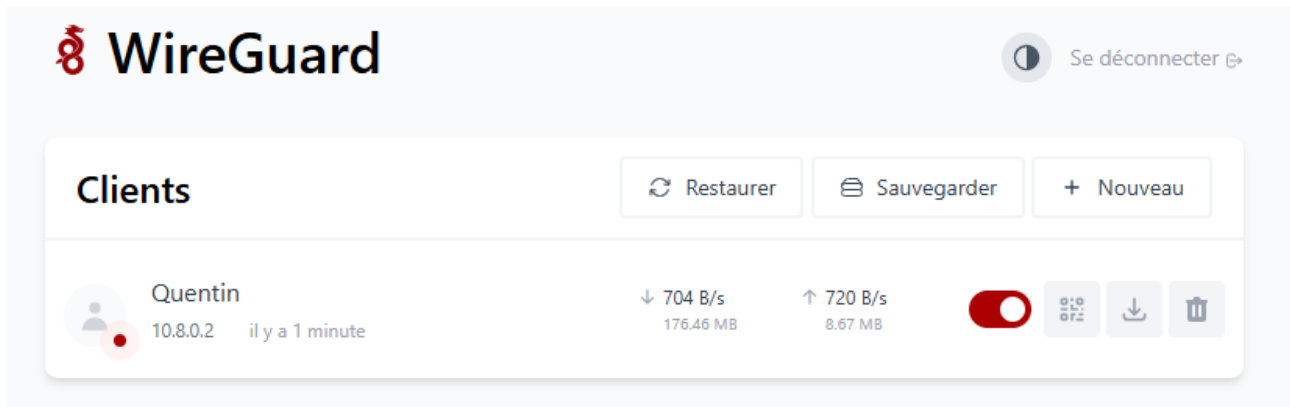 WireGuard
Se déconnecter
Clients
Restaurer
Sauvegarder
+ Nouveau
Quentin
10.8.0.2 il y a 1 minute
↓ 704 B/s
176.46 MB
↑ 720 B/s
8.67 MB